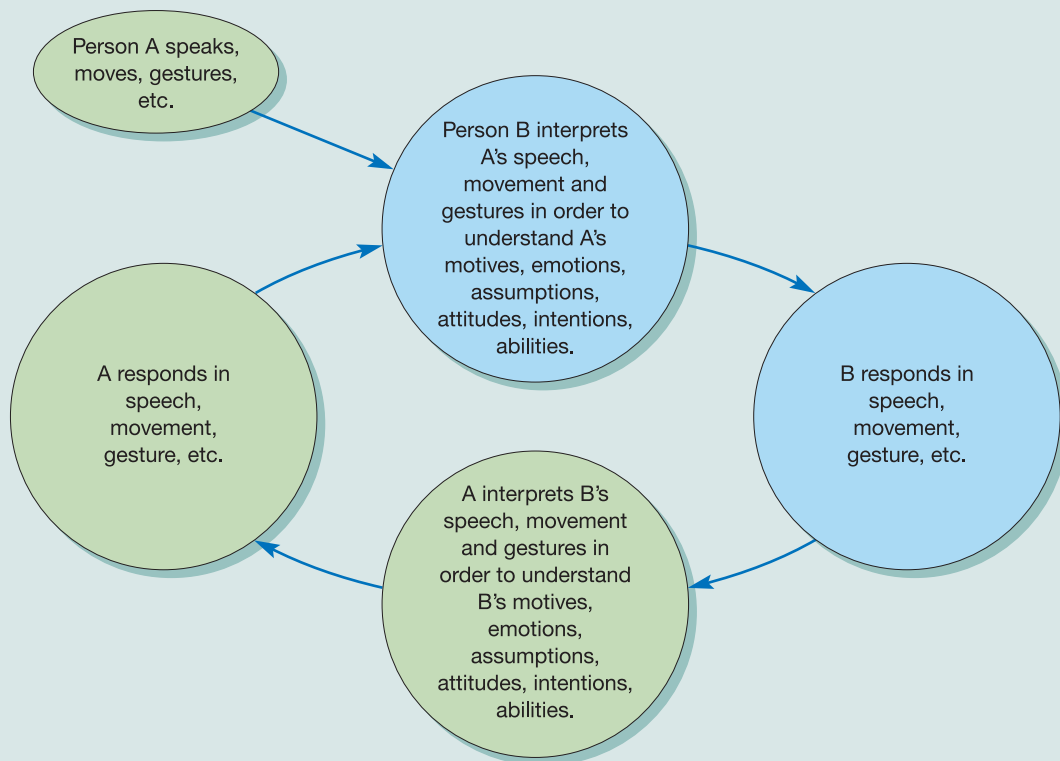 Person A speaks,
moves, gestures,
etc.
Person B interprets
A’s speech,
movement and
gestures in order to
understand A’s
motives, emotions,
assumptions,
attitudes, intentions,
abilities.
B responds in
speech,
movement,
gesture, etc.
A interprets B’s
speech, movement
and gestures in
order to understand
B’s motives,
emotions,
assumptions,
attitudes, intentions,
abilities.
A responds in
speech,
movement,
gesture, etc.